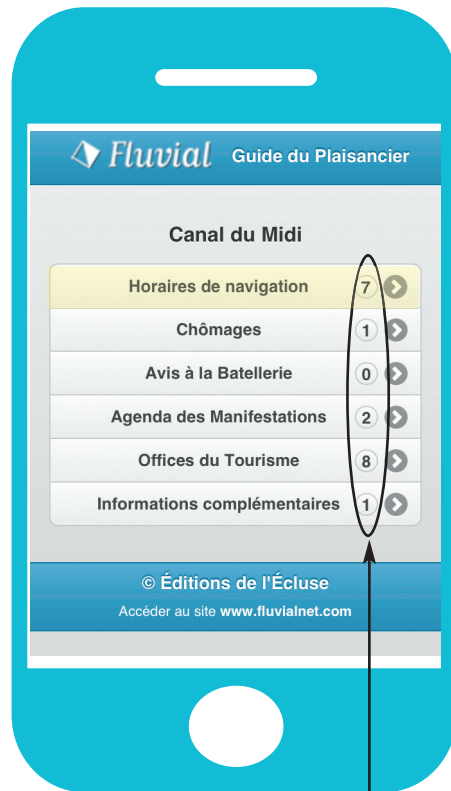 Fluvial Guide du Plaisancier
Canal du Midi
Horaires de navigation 7
Chômages 1
Avis à la Batellerie 0
Agenda des Manifestations 2
Offices du Tourisme 8
Informations complémentaires 1
© Éditions de l'Écluse
Accéder au site www.fluvialnet.com